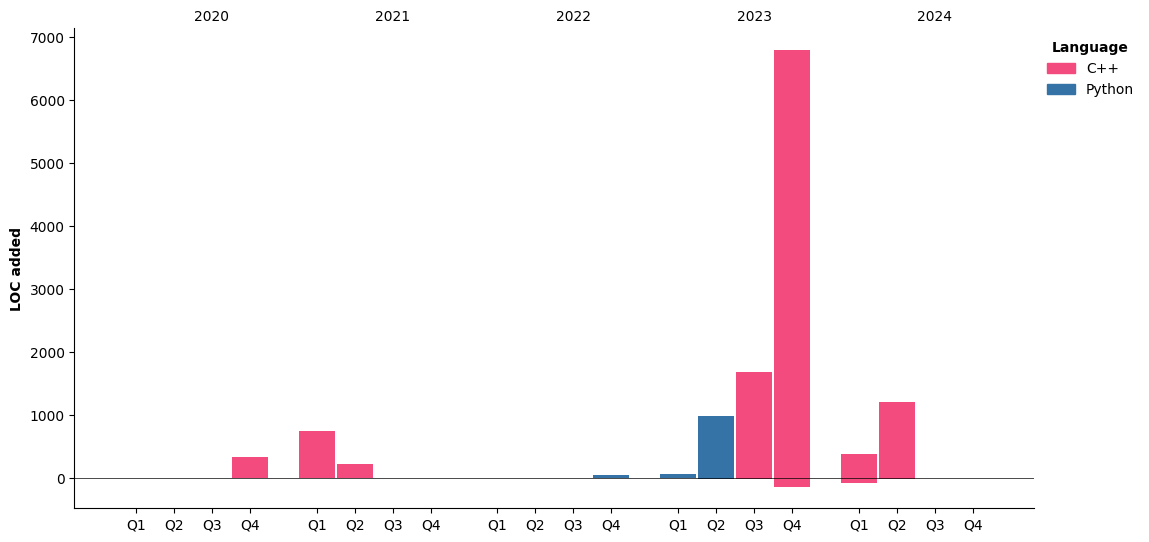 2020 2021 2022 2023 2024
Language
C++
Python
LOC added
7000
6000
5000
4000
3000
2000
1000
0
Q1 Q2 Q3 Q4 Q1 Q2 Q3 Q4 Q1 Q2 Q3 Q4 Q1 Q2 Q3 Q4 Q1 Q2 Q3 Q4